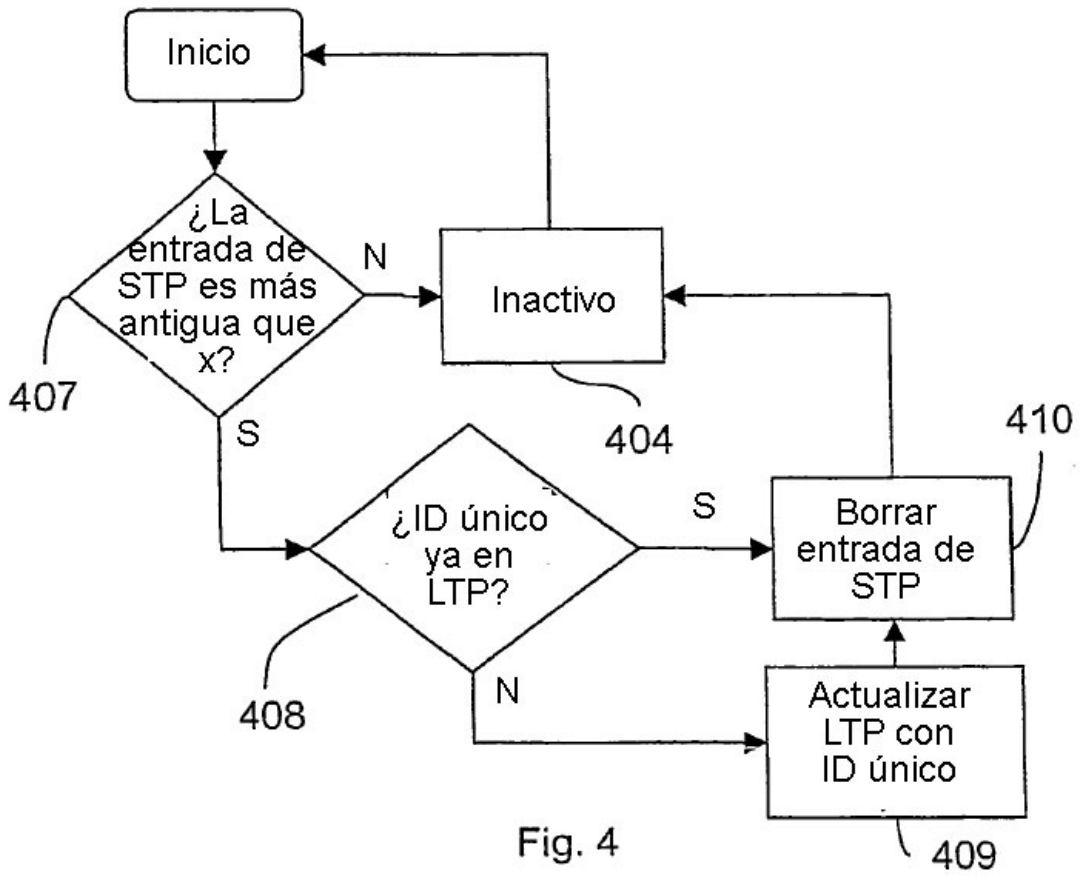 Inicio
¿La
entrada de
STP es más
antigua que
x?
N
Inactivo
407
S
404
410
¿ID único
ya en
LTP?
S
Borrar
entrada de
STP
408
N
Actualizar
LTP con
ID único
Fig. 4
409